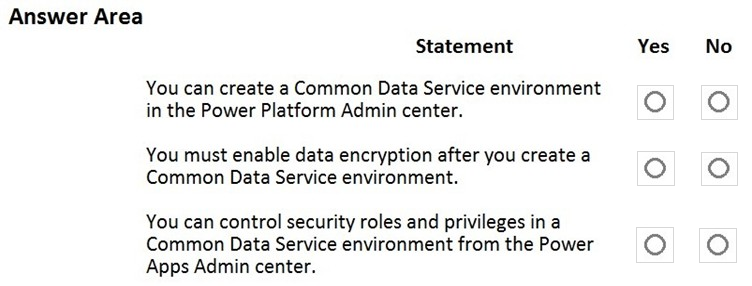 Answer Area
Statement Yes No
You can create a Common Data Service environment
in the Power Platform Admin center.
You must enable data encryption after you create a
Common Data Service environment.
You can control security roles and privileges in a
Common Data Service environment from the Power
Apps Admin center.